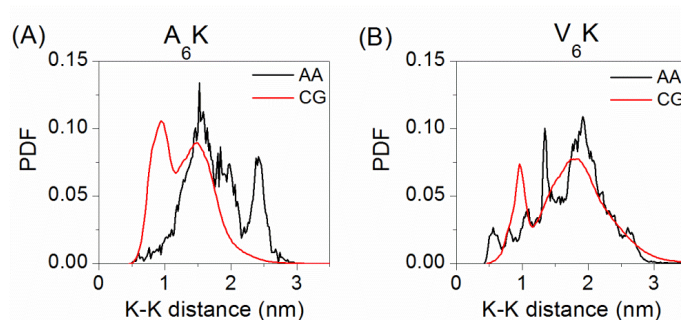 (A) A6K
0.15
AA
CG
0.10
PDF
0.05
0.00
0 1 2 3
K-K distance (nm)
(B) V6K
0.15
AA
CG
0.10
PDF
0.05
0.00
0 1 2 3
K-K distance (nm)